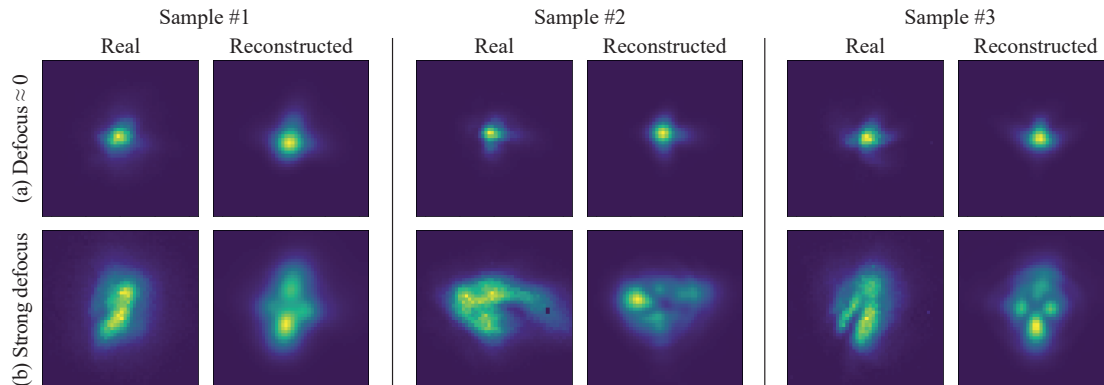 Sample #1 Sample #2 Sample #3
Real Reconstructed Real Reconstructed Real Reconstructed
(a) Defocus ≈ 0
(b) Strong defocus